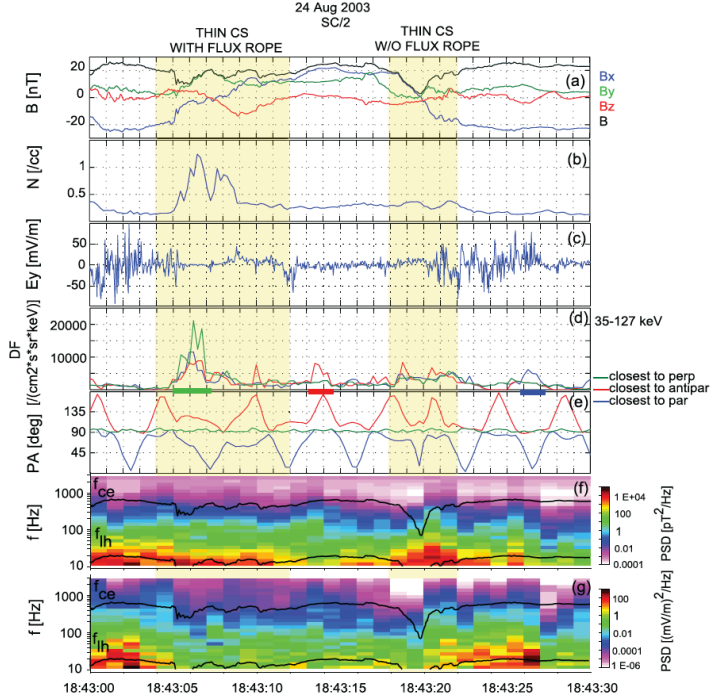 24 Aug 2003
SC/2
THIN CS
WITH FLUX ROPE
THIN CS
W/O FLUX ROPE
B [nT]
20
0
-20
(a)
Bx
By
Bz
B
N [/cc]
1
0.5
(b)
Ey [mV/m]
50
0
-50
(c)
DF
[/(cm2*s*sr*keV)]
20000
10000
(d)
35-127 keV
closest to perp
closest to antipar
closest to par
PA [deg]
135
90
45
(e)
f [Hz]
1000
100
10
fce
flh
(f)
1 E+04
100
1
0.01
0.0001
PSD [pT2/Hz]
f [Hz]
1000
100
10
fce
flh
(g)
100
1
0.01
0.0001
1 E-06
PSD [(mV/m)2/Hz]
18:43:00 18:43:05 18:43:10 18:43:15 18:43:20 18:43:25 18:43:30